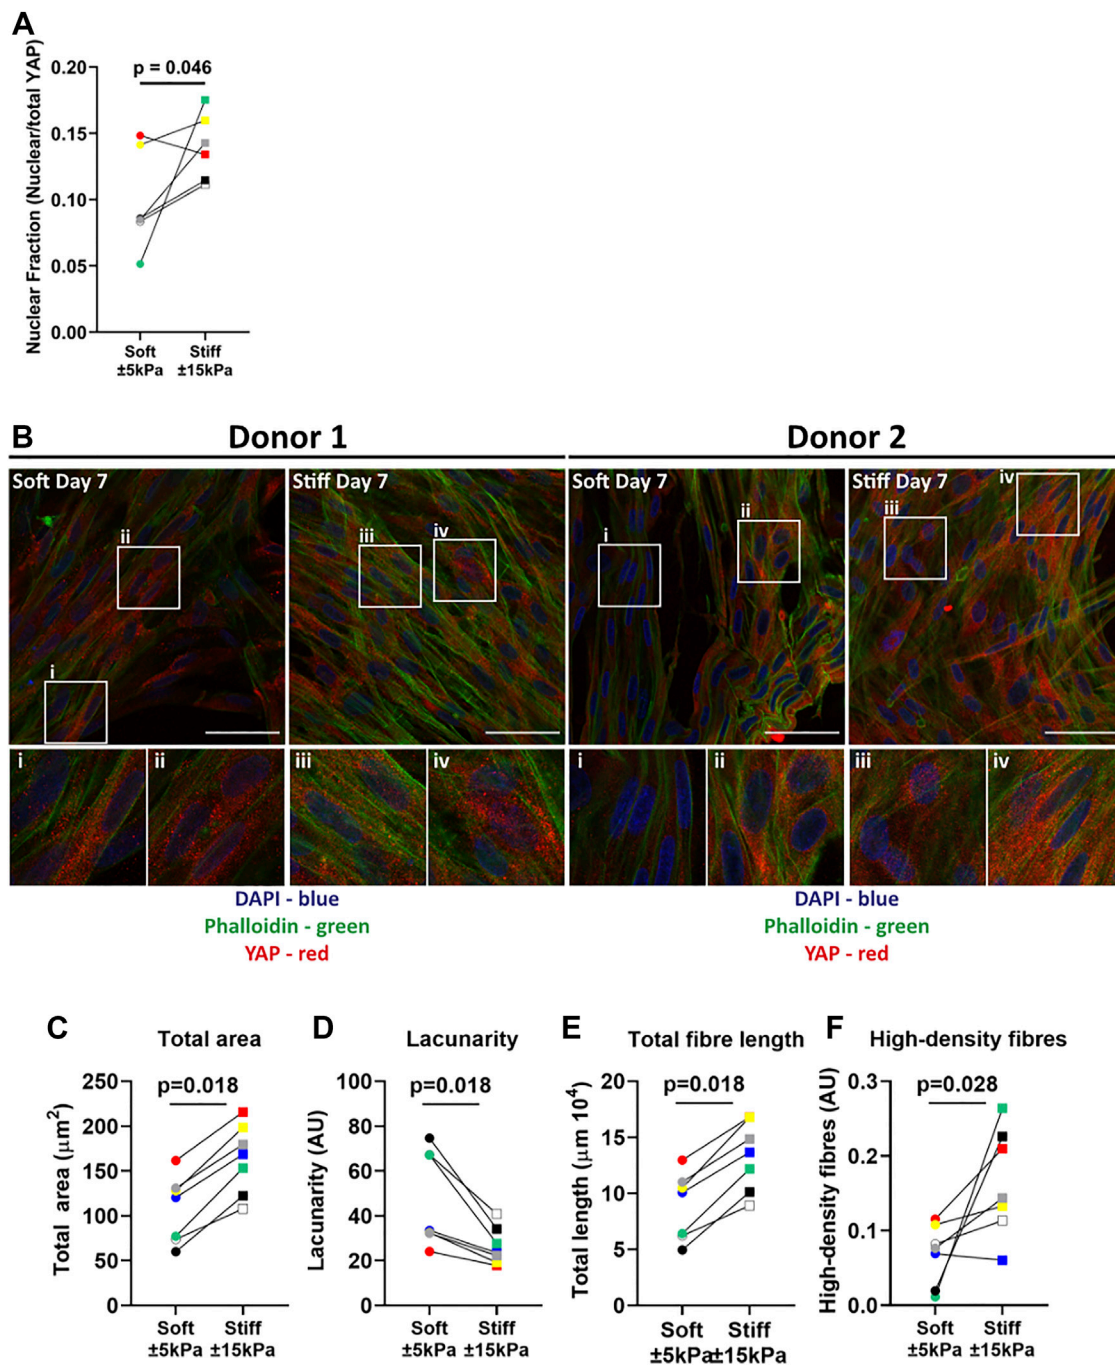 A
Nuclear Fraction (Nuclear/total YAP)
p = 0.046
0.20
0.15
0.10
0.05
0.00
Soft Stiff
±5kPa ±15kPa
B
Donor 1 Donor 2
Soft Day 7 Stiff Day 7 Soft Day 7 Stiff Day 7
ii iii iv i ii iii iv
i
i ii iii iv i ii iii iv
DAPI - blue DAPI - blue
Phalloidin - green Phalloidin - green
YAP - red YAP - red
C Total area
Total area (μm²)
p=0.018
250
200
150
100
50
0
Soft Stiff
±5kPa ±15kPa
D Lacunarity
Lacunarity (AU)
p=0.018
100
80
60
40
20
0
Soft Stiff
±5kPa ±15kPa
E Total fibre length
Total length (μm 10⁴)
p=0.018
20
15
10
5
0
Soft Stiff
±5kPa±15kPa
F High-density fibres
High-density fibres (AU)
p=0.028
0.3
0.2
0.1
0.0
Soft Stiff
±5kPa ±15kPa